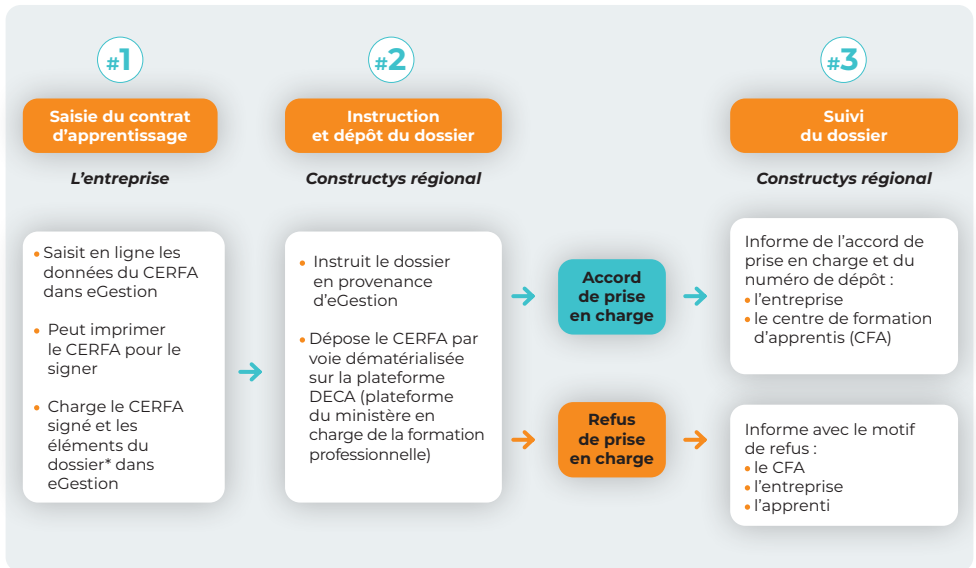 #1
Saisie du contrat
d'apprentissage
L'entreprise
• Saisit en ligne les
données du CERFA
dans eGestion
• Peut imprimer
le CERFA pour le
signer
• Charge le CERFA
signé et les
éléments du
dossier* dans
eGestion
#2
Instruction
et dépôt du dossier
Constructys régional
• Instruit le dossier
en provenance
d'eGestion
• Dépose le CERFA par
voie dématérialisée
sur la plateforme
DECA (plateforme
du ministère en
charge de la formation
professionnelle)
Accord
de prise
en charge
Refus
de prise
en charge
#3
Suivi
du dossier
Constructys régional
Informe de l'accord de
prise en charge et du
numéro de dépôt :
• l'entreprise
• le centre de formation
d'apprentis (CFA)
Informe avec le motif
de refus :
• le CFA
• l'entreprise
• l'apprenti